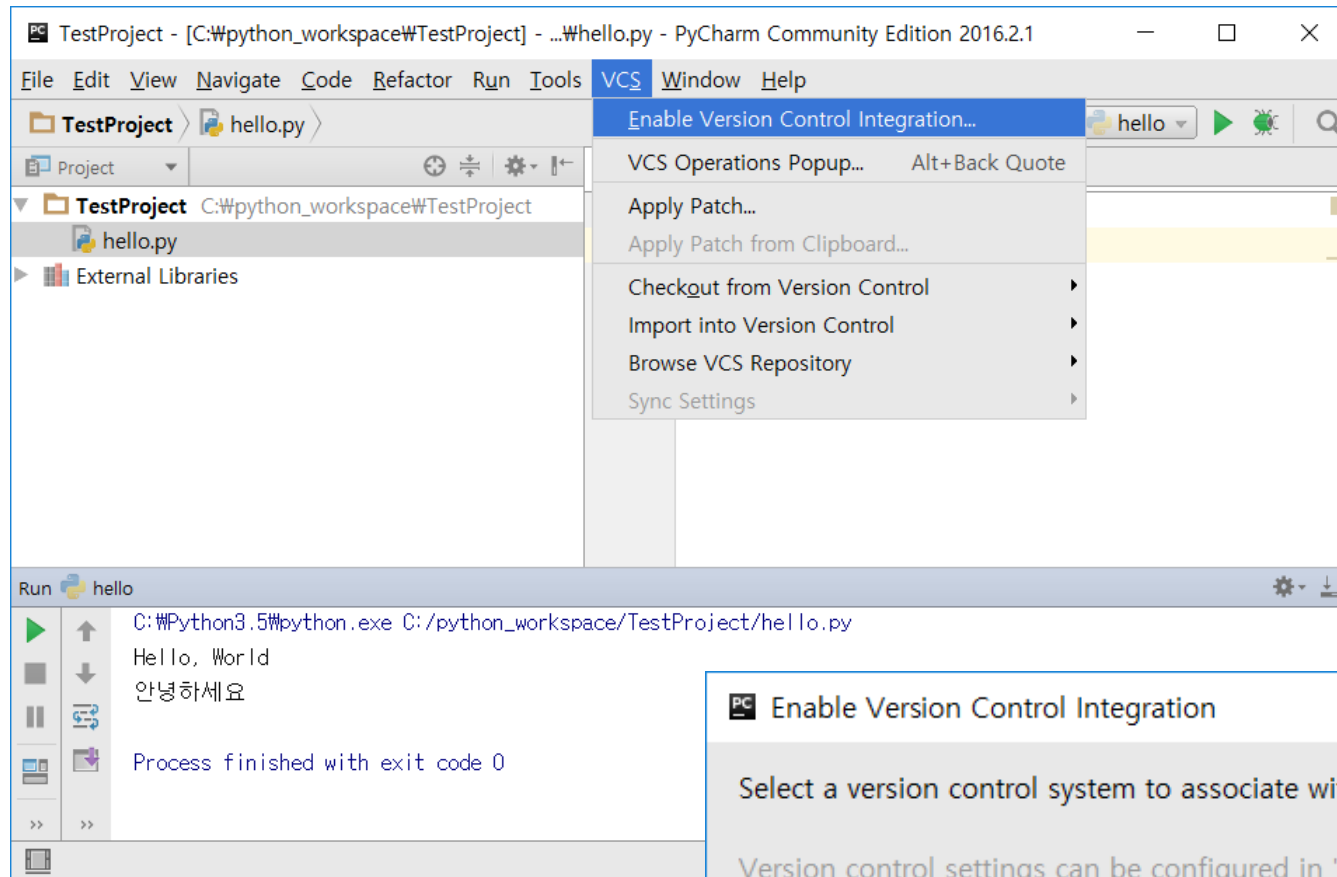 PC TestProject - [C:₩python_workspace₩TestProject] - ...₩hello.py - PyCharm Community Edition 2016.2.1
File Edit View Navigate Code Refactor Run Tools VCS Window Help
TestProject hello.py
hello
Enable Version Control Integration...
VCS Operations Popup... Alt+Back Quote
Apply Patch...
Apply Patch from Clipboard...
Checkout from Version Control
Import into Version Control
Browse VCS Repository
Sync Settings
Project
TestProject C:₩python_workspace₩TestProject
hello.py
External Libraries
Run hello
C:₩Python3.5₩python.exe C:/python_workspace/TestProject/hello.py
Hello, World
안녕하세요
Process finished with exit code 0
PC Enable Version Control Integration
Select a version control system to associate
Version control settings can be configured in